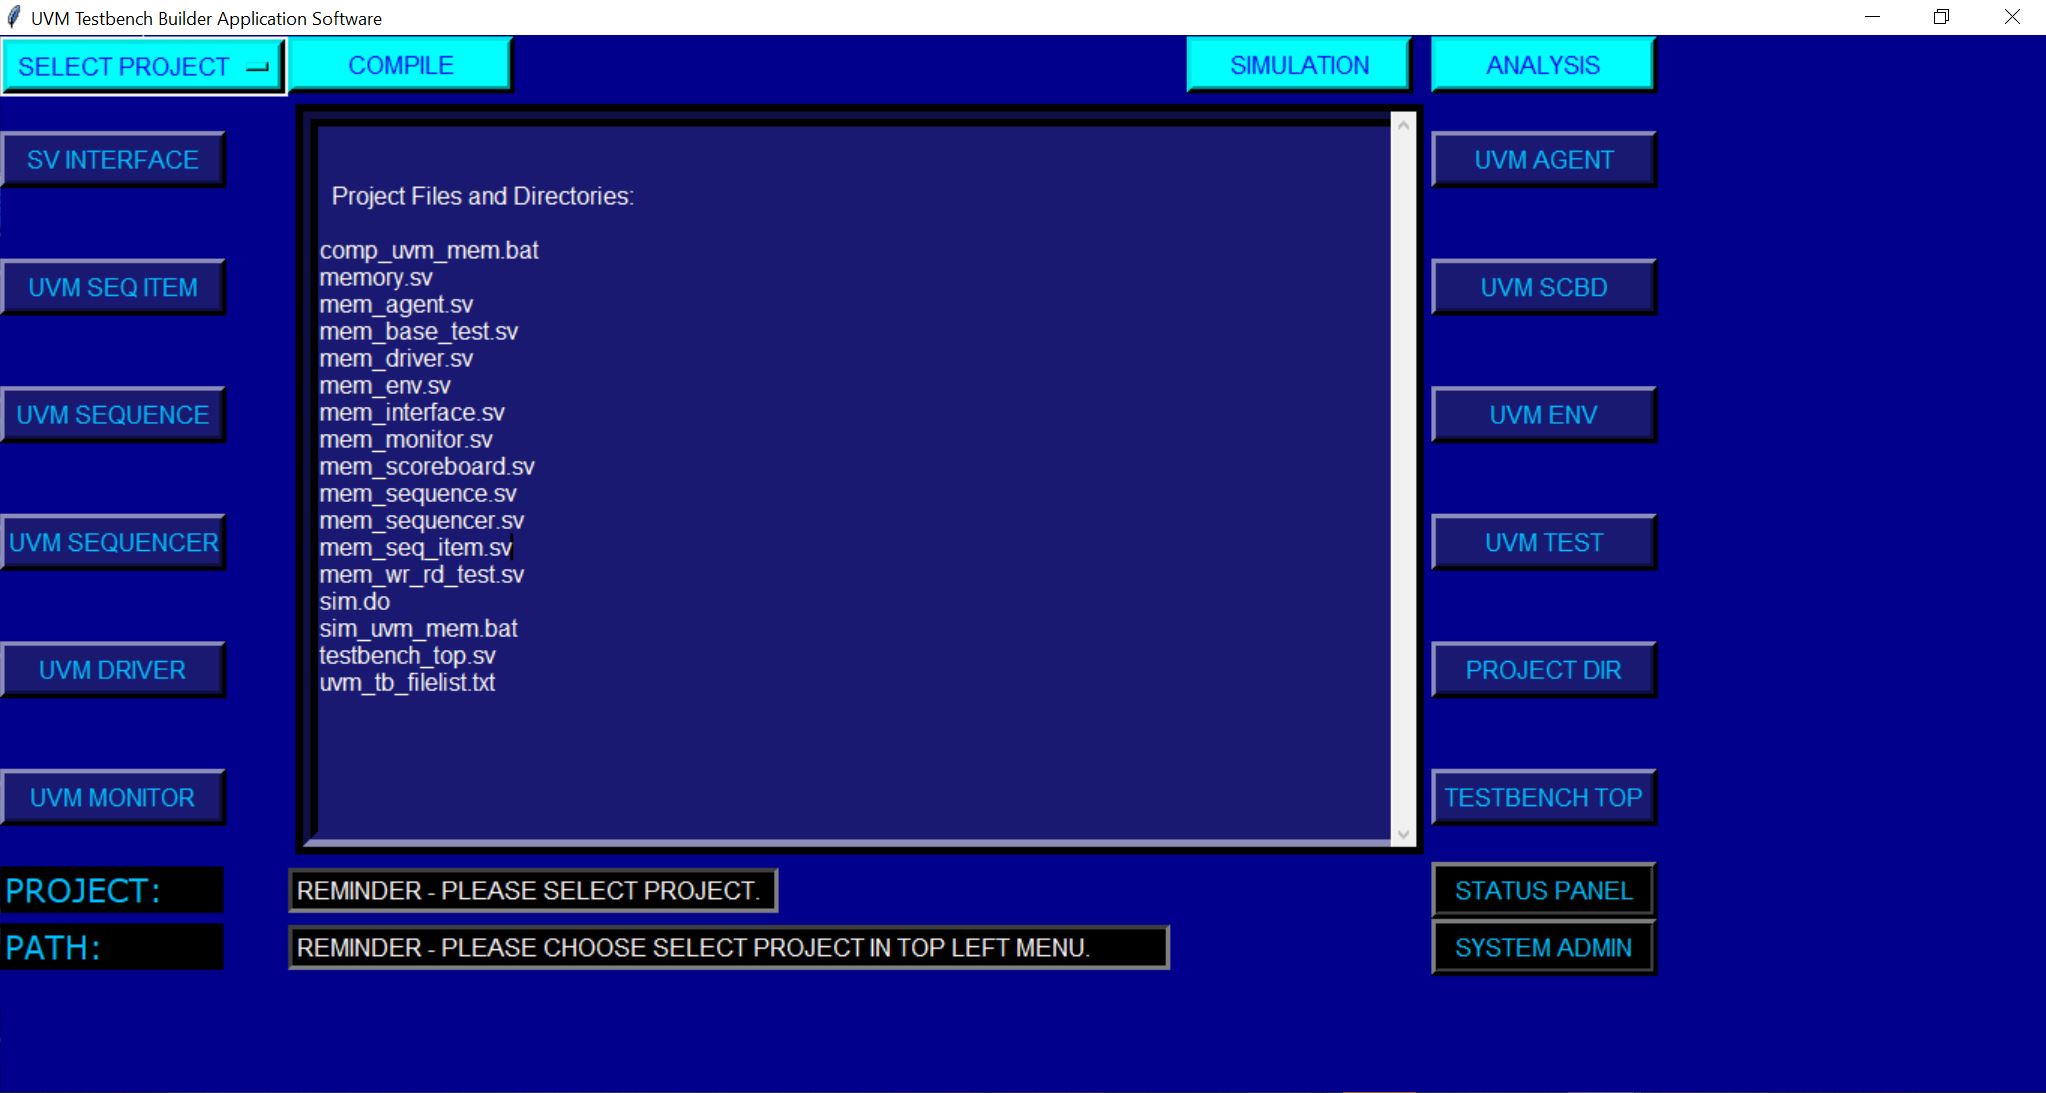 UVM Testbench Builder Application Software
SELECT PROJECT
COMPILE
SIMULATION
ANALYSIS
SV INTERFACE
UVM SEQ ITEM
UVM SEQUENCE
UVM SEQUENCER
UVM DRIVER
UVM MONITOR
Project Files and Directories:
comp_uvm_mem.bat
memory.sv
mem_agent.sv
mem_base_test.sv
mem_driver.sv
mem_env.sv
mem_interface.sv
mem_monitor.sv
mem_scoreboard.sv
mem_sequence.sv
mem_sequencer.sv
mem_seq_item.sv
mem_wr_rd_test.sv
sim.do
sim_uvm_mem.bat
testbench_top.sv
uvm_tb_filelist.txt
UVM AGENT
UVM SCBD
UVM ENV
UVM TEST
PROJECT DIR
TESTBENCH TOP
PROJECT: REMINDER - PLEASE SELECT PROJECT.
PATH: REMINDER - PLEASE CHOOSE SELECT PROJECT IN TOP LEFT MENU.
STATUS PANEL
SYSTEM ADMIN